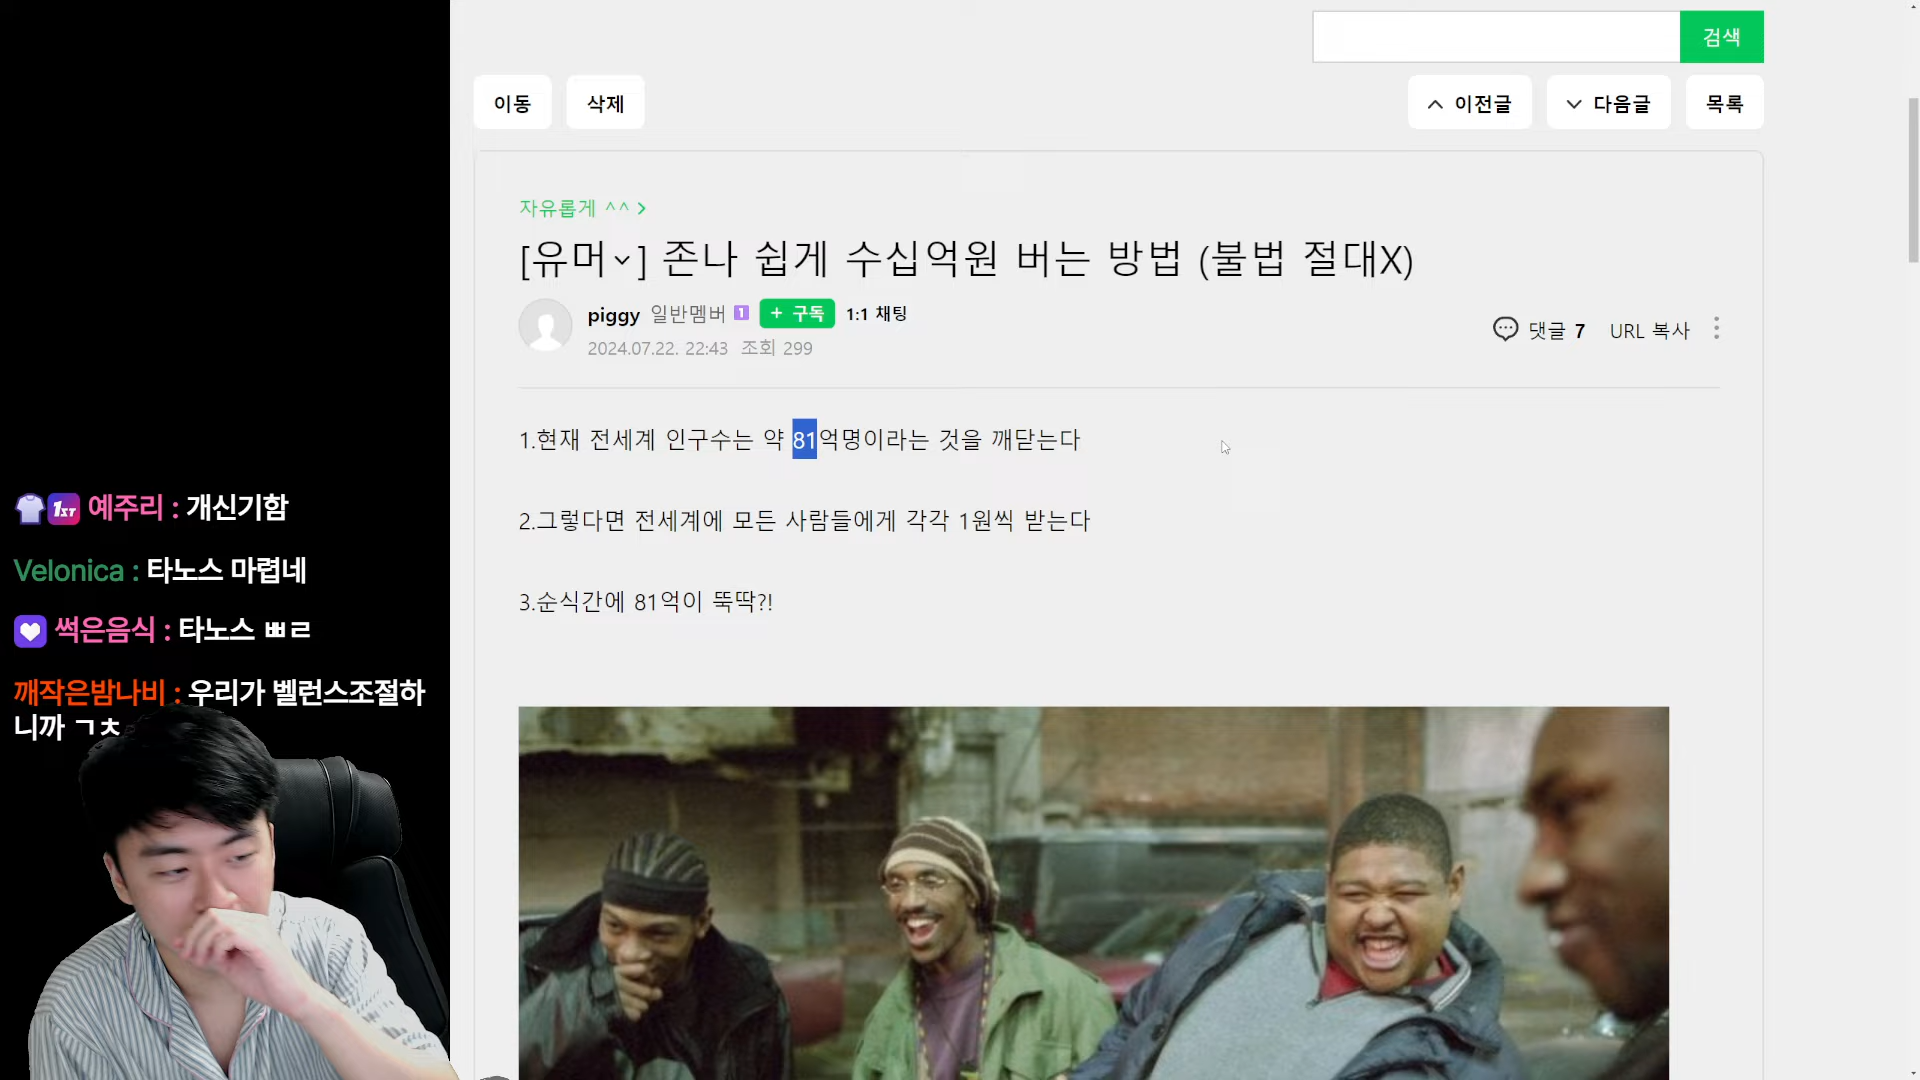 검색
이동
삭제
이전글
다음글
목록
자유롭게 ^^ >
[유머] 존나 쉽게 수십억원 버는 방법 (불법 절대X)
piggy 일반멤버 1 + 구독 1:1 채팅
2024.07.22. 22:43 조회 299
댓글 7 URL 복사
1.현재 전세계 인구수는 약 81억명이라는 것을 깨닫는다
2.그렇다면 전세계에 모든 사람들에게 각각 1원씩 받는다
3.순식간에 81억이 뚝딱?!
1ST 예주리 : 개신기함
Velonica : 타노스 마렵네
썩은음식 : 타노스 ㅃㄹ
깨작은밤나비 : 우리가 벨런스조절하
니까 ㄱㅊ